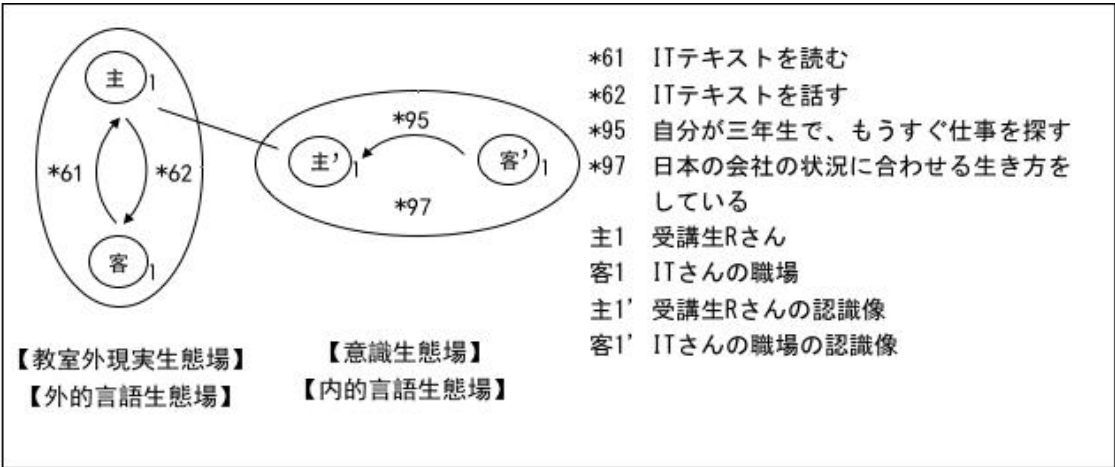 主1
*61
*62
客1
*95
主'1
客'1
*97
【教室外現実生態場】
【外的言語生態場】
【意識生態場】
【内的言語生態場】
*61 ITテキストを読む
*62 ITテキストを話す
*95 自分が三年生で、もうすぐ仕事を探す
*97 日本の会社の状況に合わせる生き方を
している
主1 受講生Rさん
客1 ITさんの職場
主1' 受講生Rさんの認識像
客1' ITさんの職場の認識像